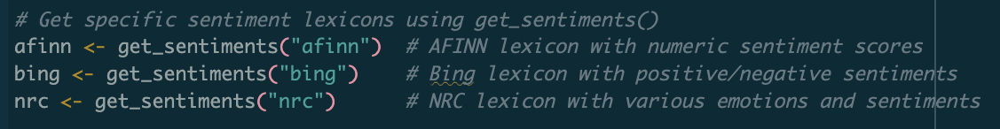 # Get specific sentiment lexicons using get_sentiments()
afinn <- get_sentiments("afinn")  # AFINN lexicon with numeric sentiment scores
bing <- get_sentiments("bing")    # Bing lexicon with positive/negative sentiments
nrc <- get_sentiments("nrc")      # NRC lexicon with various emotions and sentiments